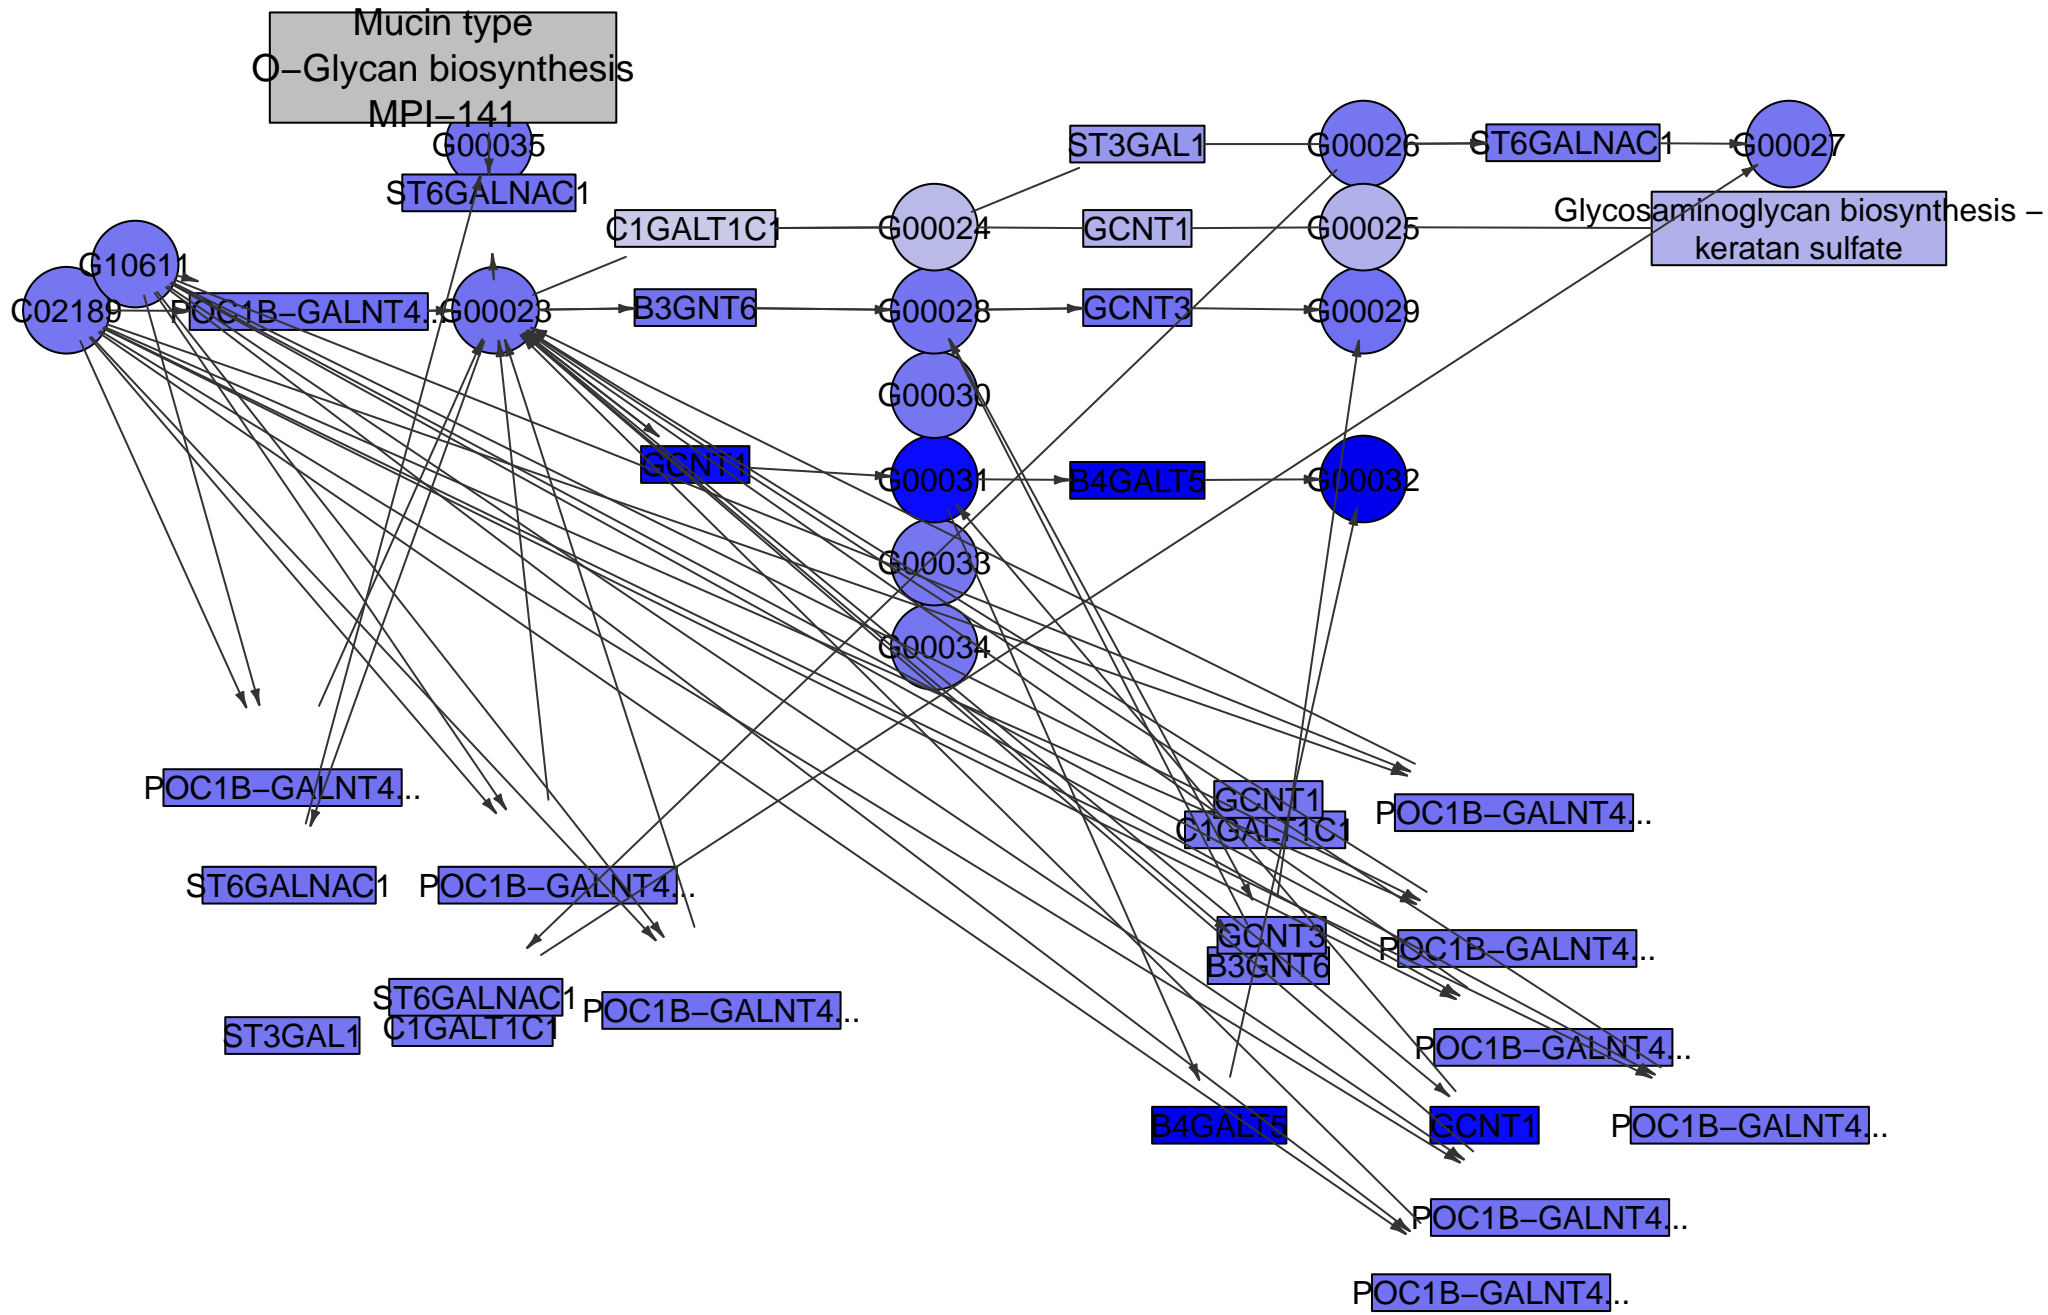 Mucin type
O−Glycan biosynthesis
MPI−141
G00035
ST6GALNAC1
ST3GAL1
G00026
ST6GALNAC1
G00027
C1GALT1C1
G00024
GCNT1
G00025
Glycosaminoglycan biosynthesis −
keratan sulfate
G10611
C02189
POC1B−GALNT4...
G00023
B3GNT6
G00028
GCNT3
G00029
G00030
GCNT1
G00031
B4GALT5
G00032
G00033
G00034
POC1B−GALNT4...
GCNT1
C1GALT1C1
POC1B−GALNT4...
ST6GALNAC1
POC1B−GALNT4...
GCNT3
B3GNT6
POC1B−GALNT4...
ST6GALNAC1
C1GALT1C1
ST3GAL1
POC1B−GALNT4...
POC1B−GALNT4...
B4GALT5
GCNT1
POC1B−GALNT4...
POC1B−GALNT4...
POC1B−GALNT4...